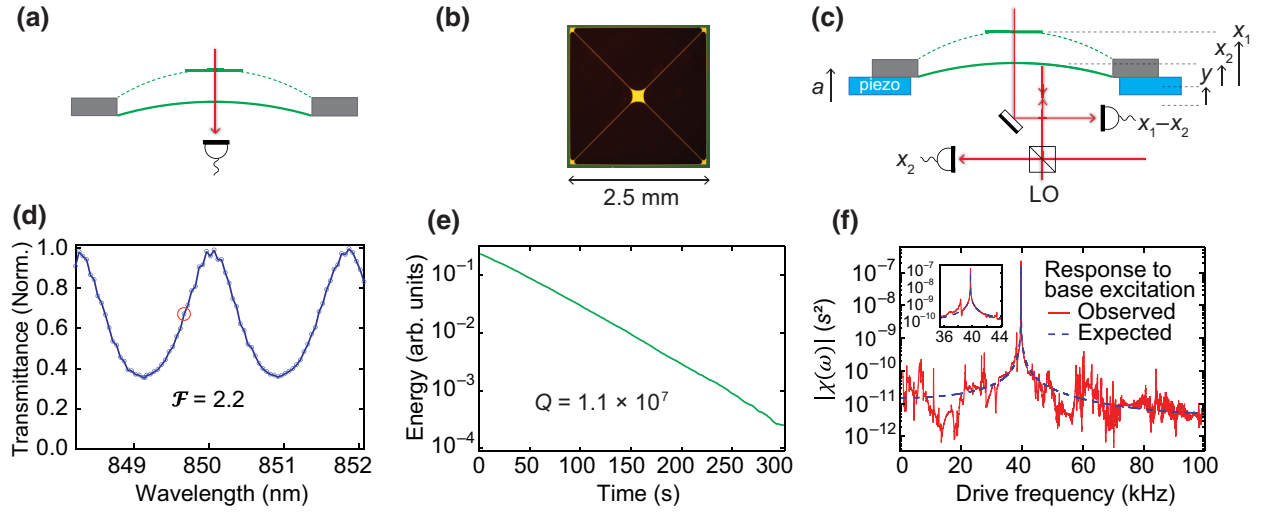 (a)
(b)
2.5 mm
(c)
a
piezo
y
x₂
x₁
x₁–x₂
x₂
LO
(d)
Transmittance (Norm.)
1.0
0.8
0.6
0.4
0.2
0.0
𝓕 = 2.2
849 850 851 852
Wavelength (nm)
(e)
Energy (arb. units)
10⁻¹
10⁻²
10⁻³
10⁻⁴
Q = 1.1 × 10⁷
0 50 100 150 200 250 300
Time (s)
(f)
|χ(ω)| (s²)
10⁻⁷
10⁻⁸
10⁻⁹
10⁻¹⁰
10⁻¹¹
10⁻¹²
10⁻⁷
10⁻⁸
10⁻⁹
10⁻¹⁰
36 40 44
Response to
base excitation
Observed
Expected
0 20 40 60 80 100
Drive frequency (kHz)